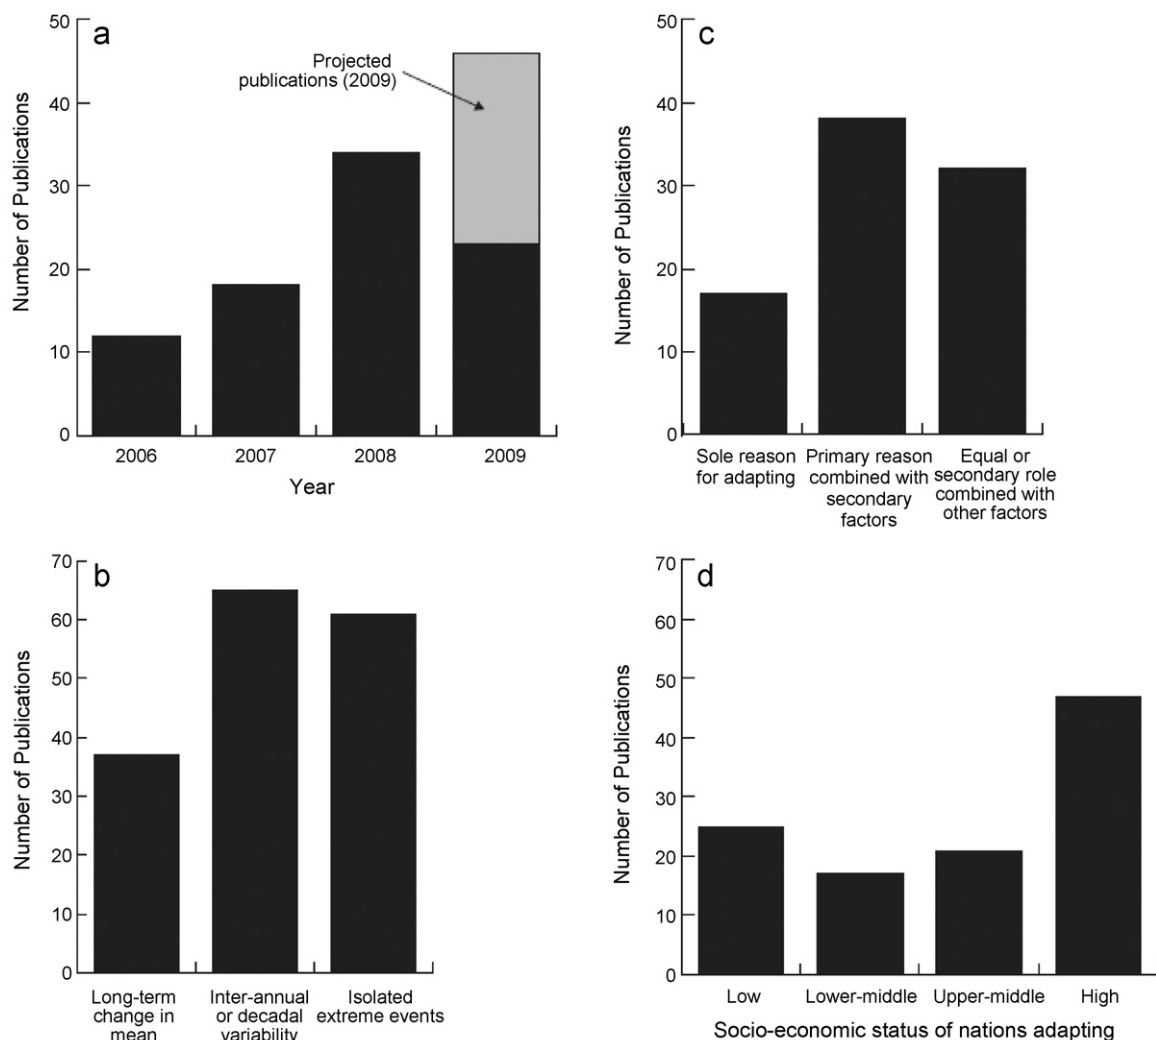 a
50
40
30
20
10
0
Number of Publications
Projected
publications (2009)
2006
2007
2008
2009
Year
c
50
40
30
20
10
0
Number of Publications
Sole reason
for adapting
Primary reason
combined with
secondary
factors
Equal or
secondary role
combined with
other factors
b
70
60
50
40
30
20
10
0
Number of Publications
Long-term
change in
mean
Inter-annual
or decadal
variability
Isolated
extreme events
d
70
60
50
40
30
20
10
0
Number of Publications
Low
Lower-middle
Upper-middle
High
Socio-economic status of nations adapting